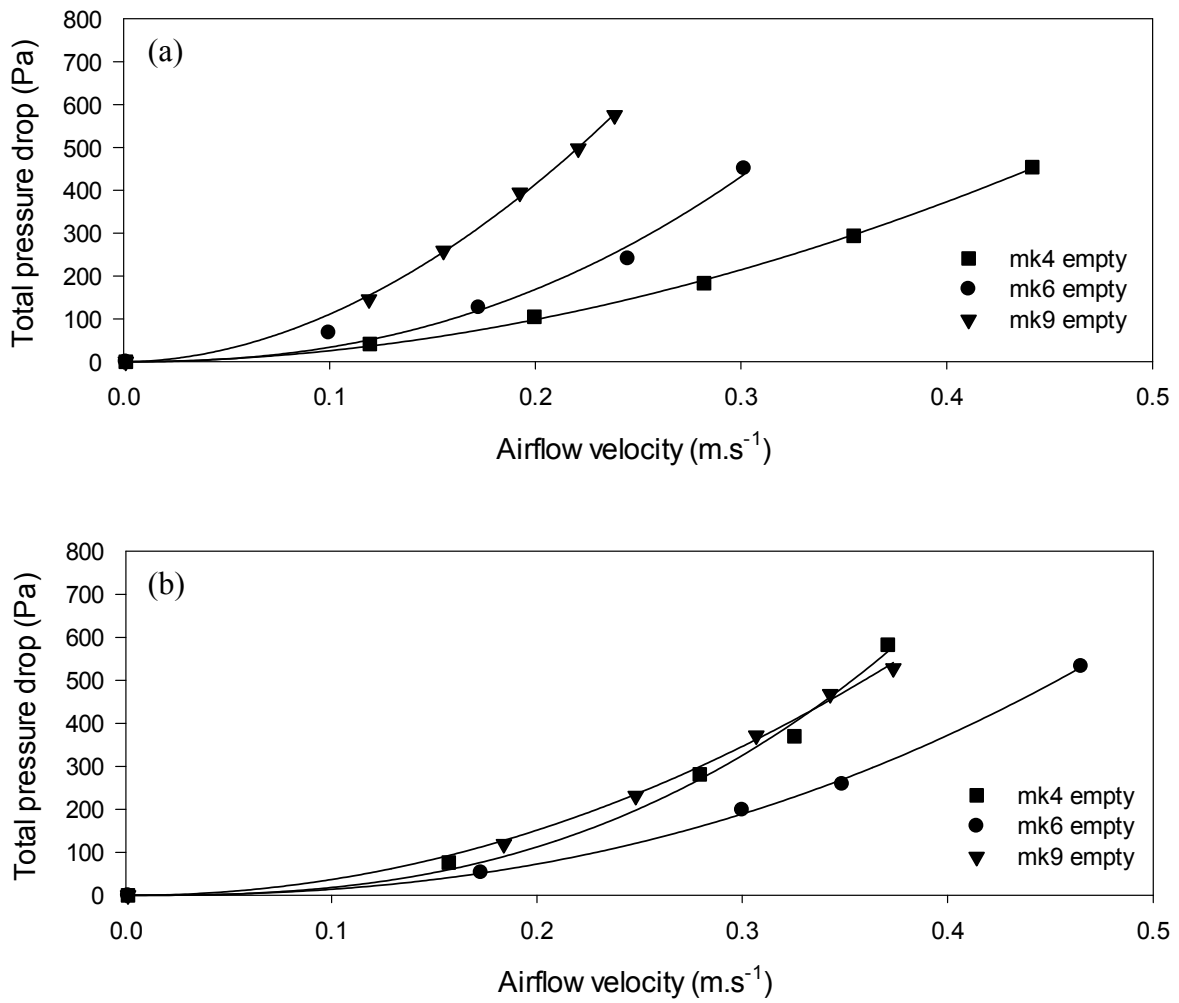 (a)
Total pressure drop (Pa)
800
700
600
500
400
300
200
100
0
mk4 empty
mk6 empty
mk9 empty
0.0 0.1 0.2 0.3 0.4 0.5
Airflow velocity (m.s-1)
(b)
Total pressure drop (Pa)
800
700
600
500
400
300
200
100
0
mk4 empty
mk6 empty
mk9 empty
0.0 0.1 0.2 0.3 0.4 0.5
Airflow velocity (m.s-1)